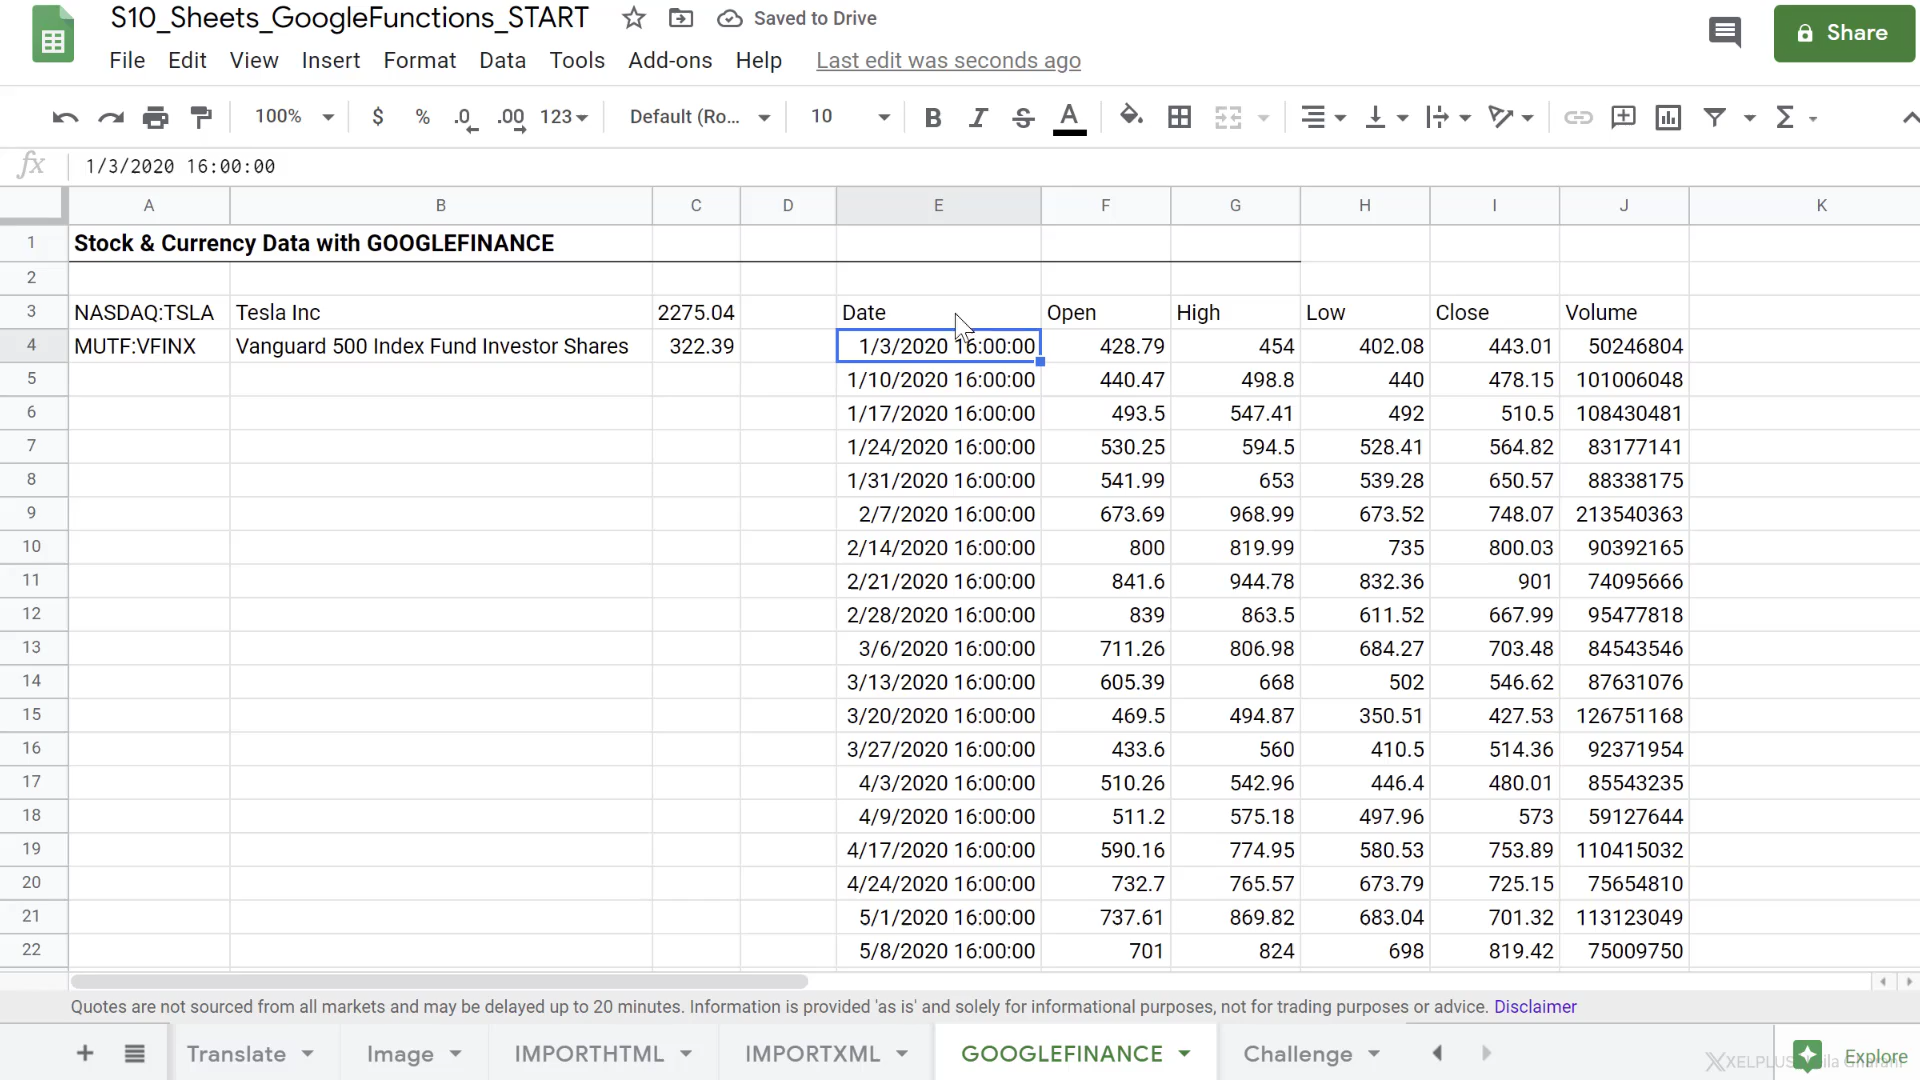 S10_Sheets_GoogleFunctions_START Saved to Drive
Share
File Edit View Insert Format Data Tools Add-ons Help Last edit was seconds ago
100% $ % .0 .00 123 Default (Ro... 10 B I S A Σ
fx 1/3/2020 16:00:00
A B C D E F G H I J K
1 Stock & Currency Data with GOOGLEFINANCE
2
3 NASDAQ:TSLA Tesla Inc 2275.04 Date Open High Low Close Volume
4 MUTF:VFINX Vanguard 500 Index Fund Investor Shares 322.39 1/3/2020 16:00:00 428.79 454 402.08 443.01 50246804
5 1/10/2020 16:00:00 440.47 498.8 440 478.15 101006048
6 1/17/2020 16:00:00 493.5 547.41 492 510.5 108430481
7 1/24/2020 16:00:00 530.25 594.5 528.41 564.82 83177141
8 1/31/2020 16:00:00 541.99 653 539.28 650.57 88338175
9 2/7/2020 16:00:00 673.69 968.99 673.52 748.07 213540363
10 2/14/2020 16:00:00 800 819.99 735 800.03 90392165
11 2/21/2020 16:00:00 841.6 944.78 832.36 901 74095666
12 2/28/2020 16:00:00 839 863.5 611.52 667.99 95477818
13 3/6/2020 16:00:00 711.26 806.98 684.27 703.48 84543546
14 3/13/2020 16:00:00 605.39 668 502 546.62 87631076
15 3/20/2020 16:00:00 469.5 494.87 350.51 427.53 126751168
16 3/27/2020 16:00:00 433.6 560 410.5 514.36 92371954
17 4/3/2020 16:00:00 510.26 542.96 446.4 480.01 85543235
18 4/9/2020 16:00:00 511.2 575.18 497.96 573 59127644
19 4/17/2020 16:00:00 590.16 774.95 580.53 753.89 110415032
20 4/24/2020 16:00:00 732.7 765.57 673.79 725.15 75654810
21 5/1/2020 16:00:00 737.61 869.82 683.04 701.32 113123049
22 5/8/2020 16:00:00 701 824 698 819.42 75009750
Quotes are not sourced from all markets and may be delayed up to 20 minutes. Information is provided 'as is' and solely for informational purposes, not for trading purposes or advice. Disclaimer
Translate Image IMPORTHTML IMPORTXML GOOGLEFINANCE Challenge Explore